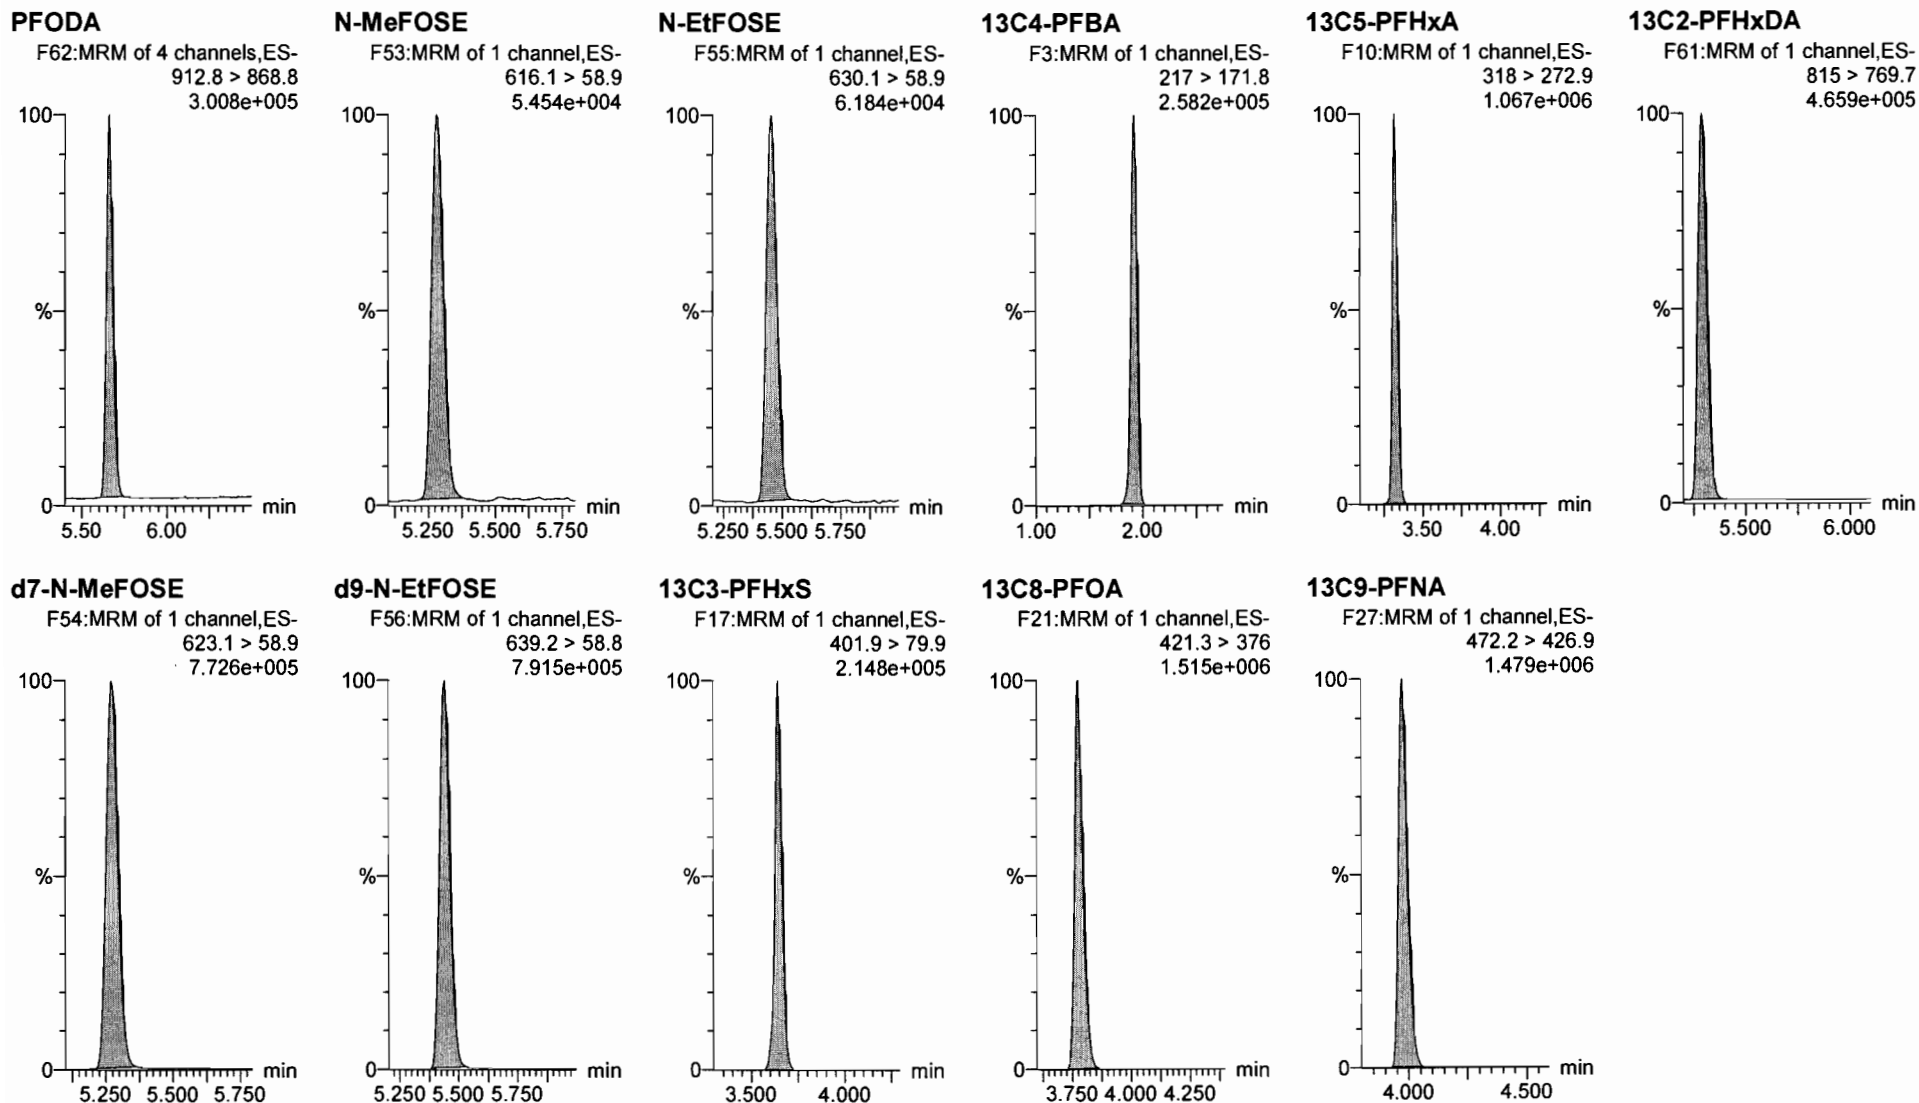 PFODA
F62:MRM of 4 channels,ES-
912.8 > 868.8
3.008e+005
100
%
0
min
5.50 6.00
N-MeFOSE
F53:MRM of 1 channel,ES-
616.1 > 58.9
5.454e+004
100
%
0
min
5.250 5.500 5.750
N-EtFOSE
F55:MRM of 1 channel,ES-
630.1 > 58.9
6.184e+004
100
%
0
min
5.250 5.500 5.750
13C4-PFBA
F3:MRM of 1 channel,ES-
217 > 171.8
2.582e+005
100
%
0
min
1.00 2.00
13C5-PFHxA
F10:MRM of 1 channel,ES-
318 > 272.9
1.067e+006
100
%
0
min
3.50 4.00
13C2-PFHxDA
F61:MRM of 1 channel,ES-
815 > 769.7
4.659e+005
100
%
0
min
5.500 6.000
d7-N-MeFOSE
F54:MRM of 1 channel,ES-
623.1 > 58.9
7.726e+005
100
%
0
min
5.250 5.500 5.750
d9-N-EtFOSE
F56:MRM of 1 channel,ES-
639.2 > 58.8
7.915e+005
100
%
0
min
5.250 5.500 5.750
13C3-PFHxS
F17:MRM of 1 channel,ES-
401.9 > 79.9
2.148e+005
100
%
0
min
3.500 4.000
13C8-PFOA
F21:MRM of 1 channel,ES-
421.3 > 376
1.515e+006
100
%
0
min
3.750 4.000 4.250
13C9-PFNA
F27:MRM of 1 channel,ES-
472.2 > 426.9
1.479e+006
100
%
0
min
4.000 4.500